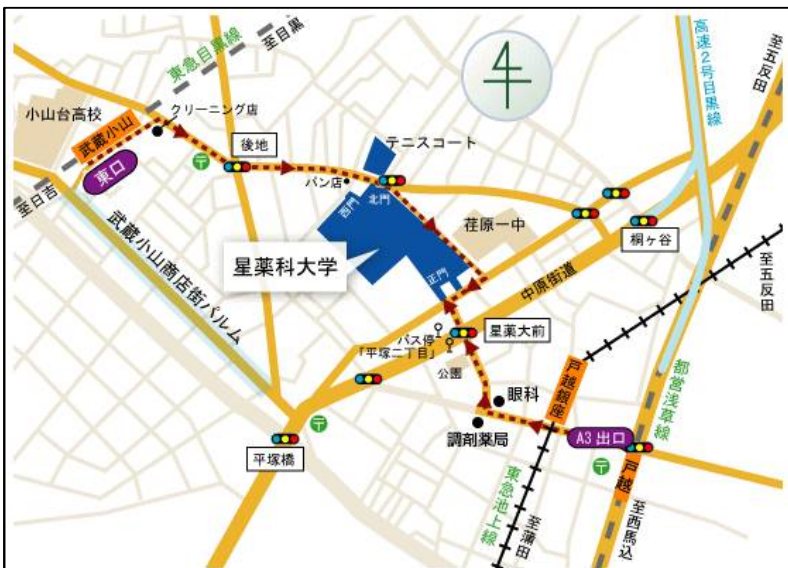 至目黒
東急目黒線
至五反田
高速2号目黒線
クリーニング店
小山台高校
武蔵小山
後地
テニスコート
東口
パン店
至日吉
西門
北門
荏原一中
桐ヶ谷
武蔵小山商店街パルム
星薬科大学
正門
中原街道
至五反田
バス停
「平塚二丁目」
星薬大前
公園
眼科
戸越銀座
都営浅草線
調剤薬局
A3 出口
平塚橋
戸越
東急池上線
至蒲田
至西馬込